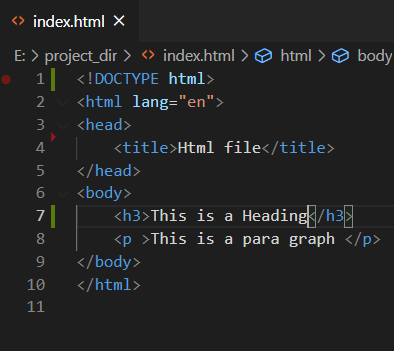 index.html
E: > project_dir > index.html > html > body
1 <!DOCTYPE html>
2 <html lang="en">
3 <head>
4     <title>Html file</title>
5 </head>
6 <body>
7     <h3>This is a Heading</h3>
8     <p >This is a para graph </p>
9 </body>
10 </html>
11